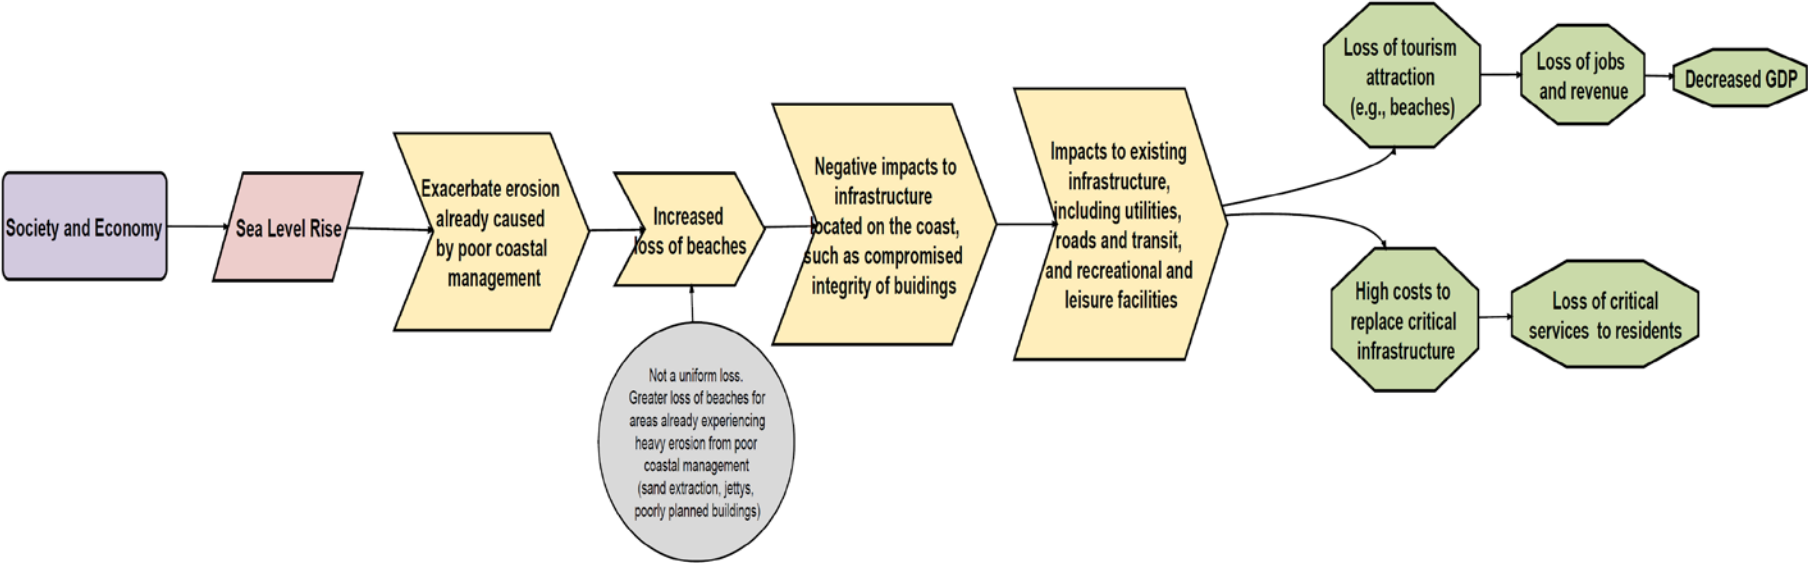 Society and Economy
Sea Level Rise
Exacerbate erosion
already caused
by poor coastal
management
Increased
loss of beaches
Not a uniform loss.
Greater loss of beaches for
areas already experiencing
heavy erosion from poor
coastal management
(sand extraction, jettys,
poorly planned buildings)
Negative impacts to
infrastructure
located on the coast,
such as compromised
integrity of buidings
Impacts to existing
infrastructure,
including utilities,
roads and transit,
and recreational and
leisure facilities
Loss of tourism
attraction
(e.g., beaches)
Loss of jobs
and revenue
Decreased GDP
High costs to
replace critical
infrastructure
Loss of critical
services to residents